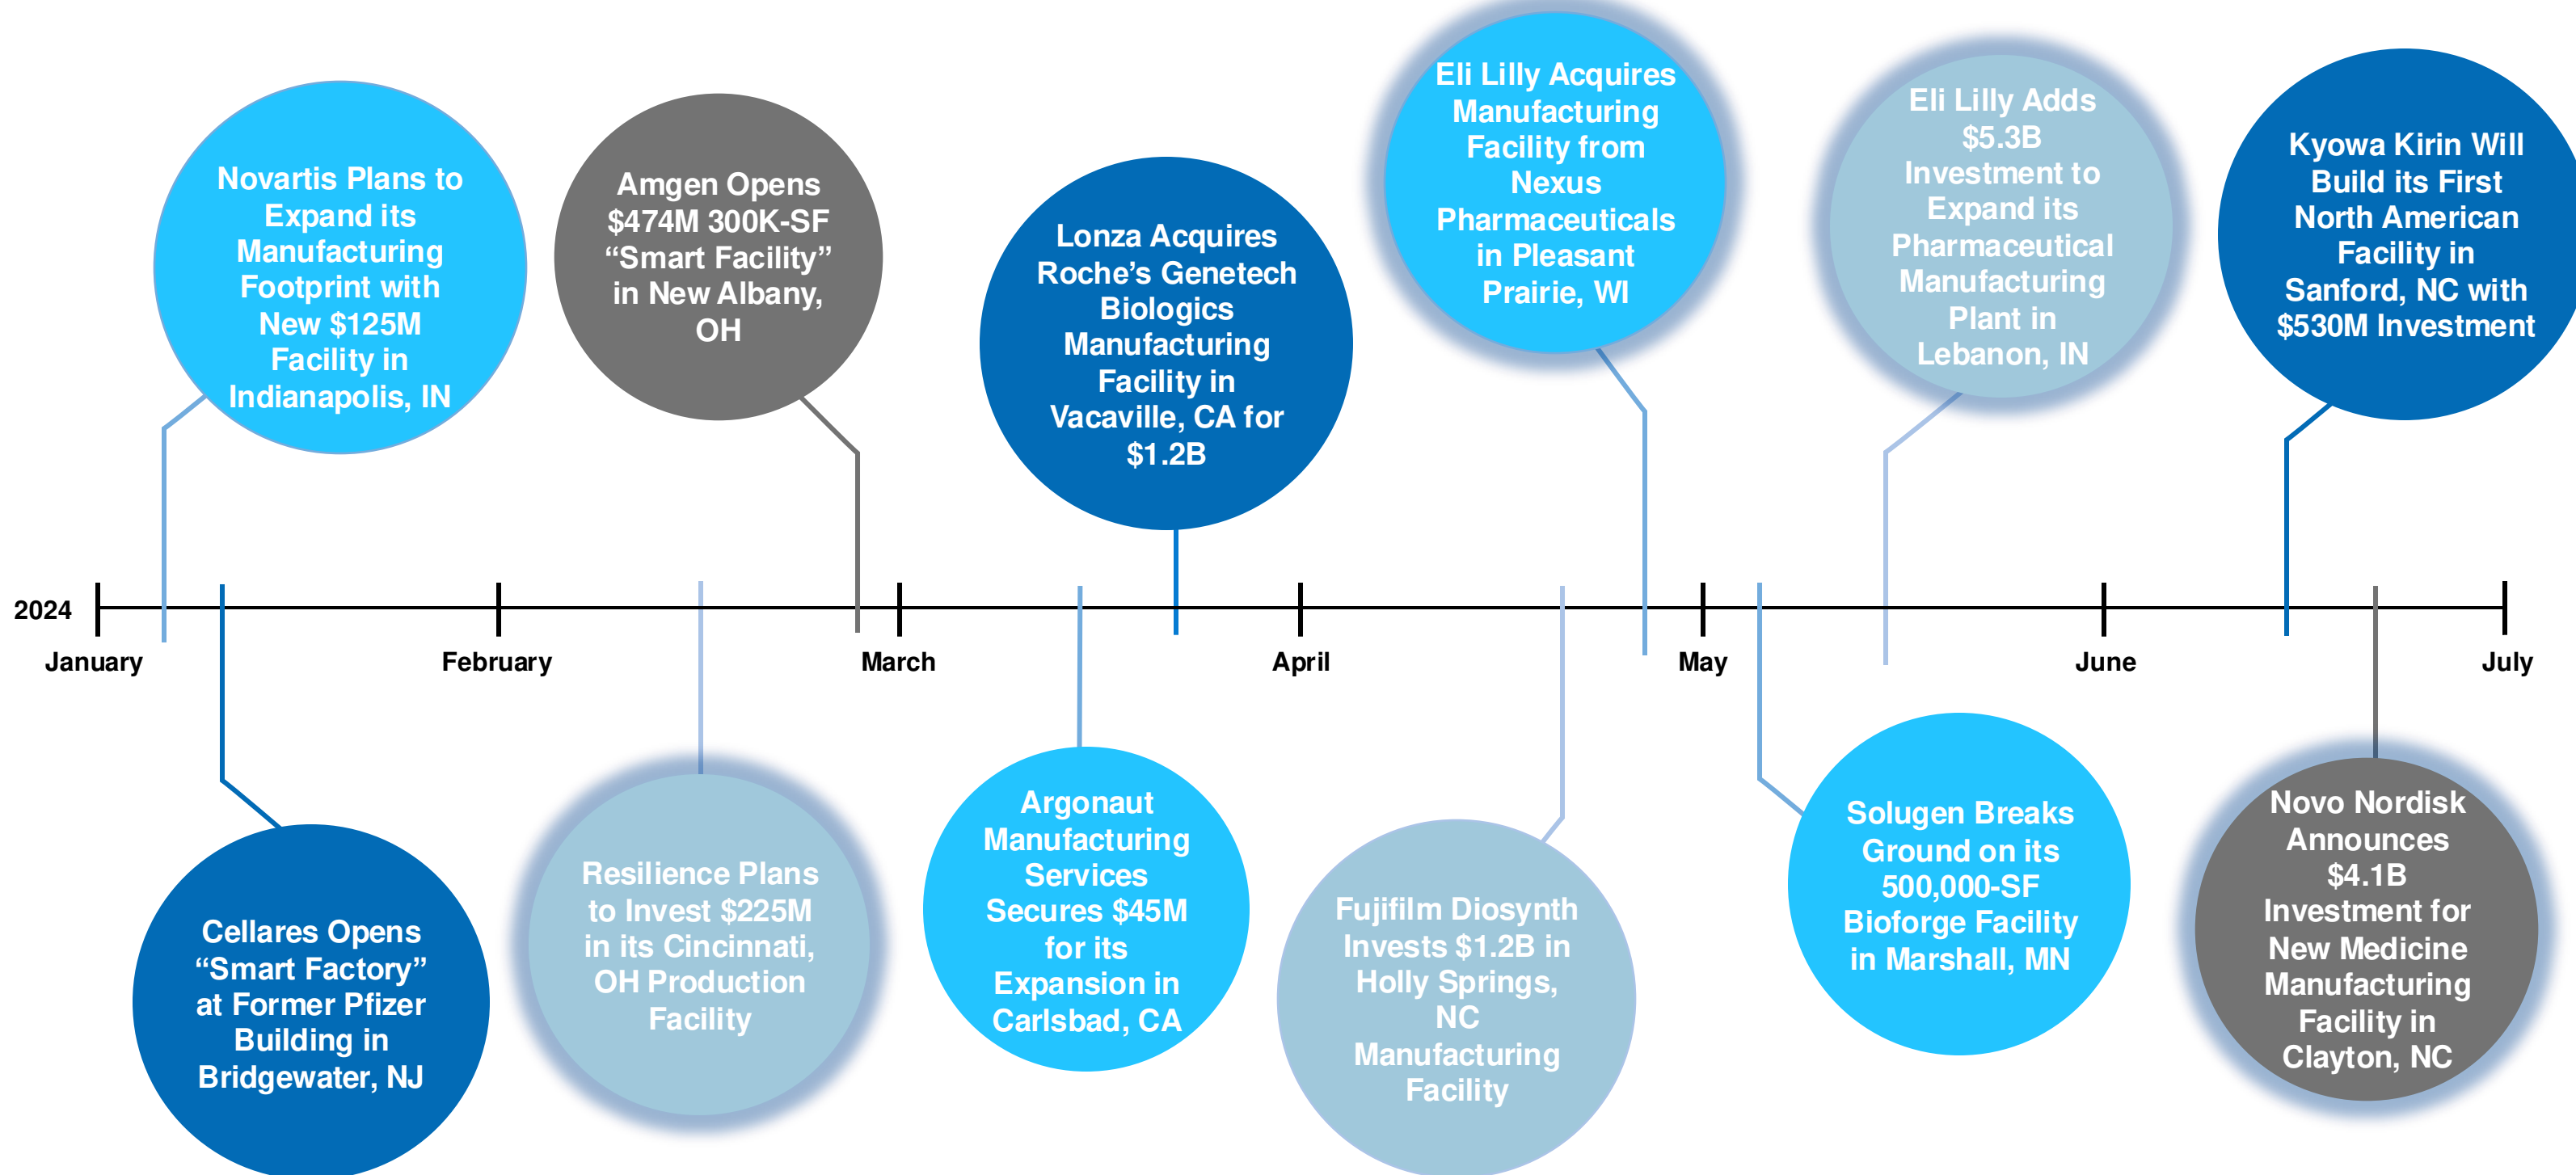 Novartis Plans to
Expand its
Manufacturing
Footprint with
New $125M
Facility in
Indianapolis, IN
Amgen Opens
$474M 300K-SF
“Smart Facility”
in New Albany,
OH
Lonza Acquires
Roche’s Genetech
Biologics
Manufacturing
Facility in
Vacaville, CA for
$1.2B
Eli Lilly Acquires
Manufacturing
Facility from
Nexus
Pharmaceuticals
in Pleasant
Prairie, WI
Eli Lilly Adds
$5.3B
Investment to
Expand its
Pharmaceutical
Manufacturing
Plant in
Lebanon, IN
Kyowa Kirin Will
Build its First
North American
Facility in
Sanford, NC with
$530M Investment
2024
January
February
March
April
May
June
July
Cellares Opens
“Smart Factory”
at Former Pfizer
Building in
Bridgewater, NJ
Resilience Plans
to Invest $225M
in its Cincinnati,
OH Production
Facility
Argonaut
Manufacturing
Services
Secures $45M
for its
Expansion in
Carlsbad, CA
Fujifilm Diosynth
Invests $1.2B in
Holly Springs,
NC
Manufacturing
Facility
Solugen Breaks
Ground on its
500,000-SF
Bioforge Facility
in Marshall, MN
Novo Nordisk
Announces
$4.1B
Investment for
New Medicine
Manufacturing
Facility in
Clayton, NC